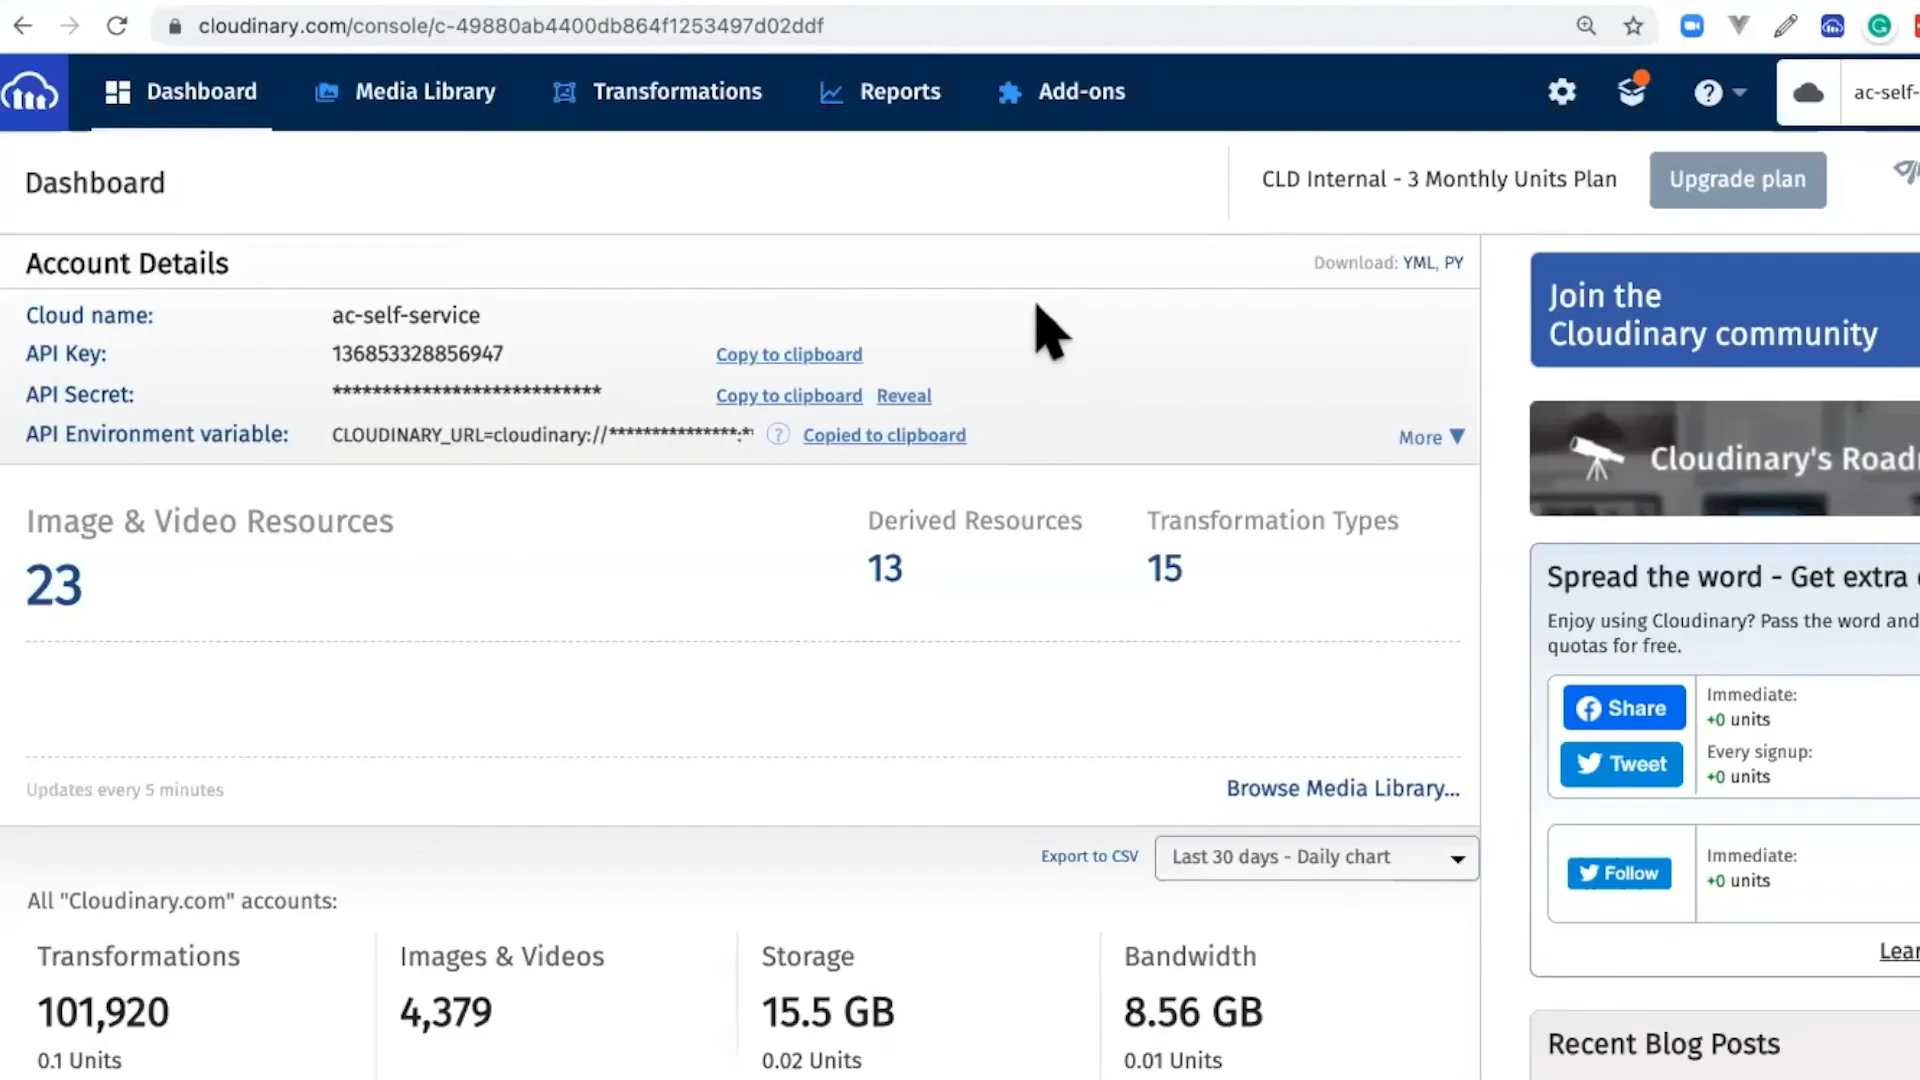 cloudinary.com/console/c-49880ab4400db864f1253497d02ddf
Dashboard Media Library Transformations Reports Add-ons ac-self-
Dashboard
CLD Internal - 3 Monthly Units Plan Upgrade plan
Account Details
Download: YML, PY
Cloud name: ac-self-service
API Key: 136853328856947 Copy to clipboard
API Secret: *************************** Copy to clipboard Reveal
API Environment variable: CLOUDINARY_URL=cloudinary://***************:* ? Copied to clipboard
More
Image & Video Resources
23
Derived Resources
13
Transformation Types
15
Updates every 5 minutes
Browse Media Library...
Export to CSV Last 30 days - Daily chart
All "Cloudinary.com" accounts:
Transformations
101,920
0.1 Units
Images & Videos
4,379
Storage
15.5 GB
0.02 Units
Bandwidth
8.56 GB
0.01 Units
Join the
Cloudinary community
Cloudinary's
Spread the word - Get extra
Enjoy using Cloudinary? Pass the word and
quotas for free.
Share
Tweet
Immediate:
+0 units
Every signup:
+0 units
Follow
Immediate:
+0 units
Recent Blog Posts